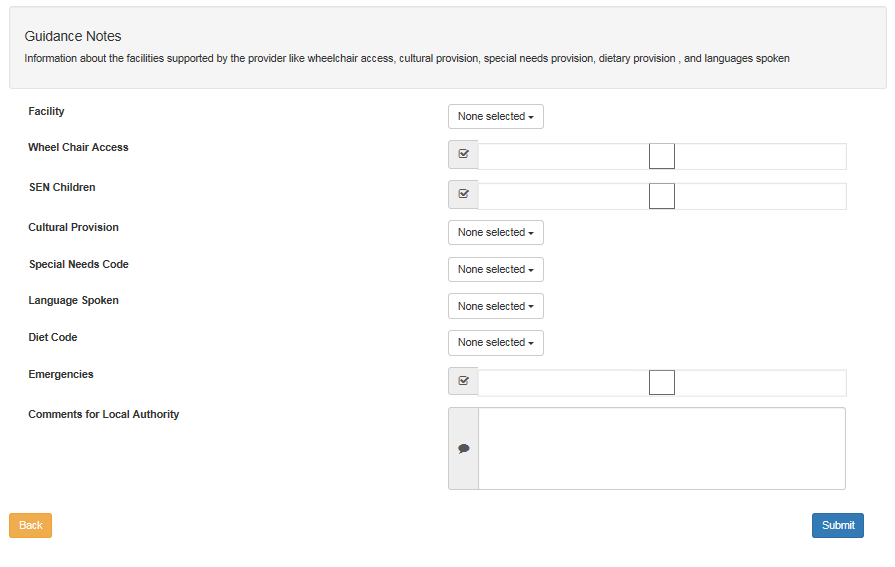 Guidance Notes
Information about the facilities supported by the provider like wheelchair access, cultural provision, special needs provision, dietary provision , and languages spoken
Facility
None selected
Wheel Chair Access
SEN Children
Cultural Provision
None selected
Special Needs Code
None selected
Language Spoken
None selected
Diet Code
None selected
Emergencies
Comments for Local Authority
Back
Submit